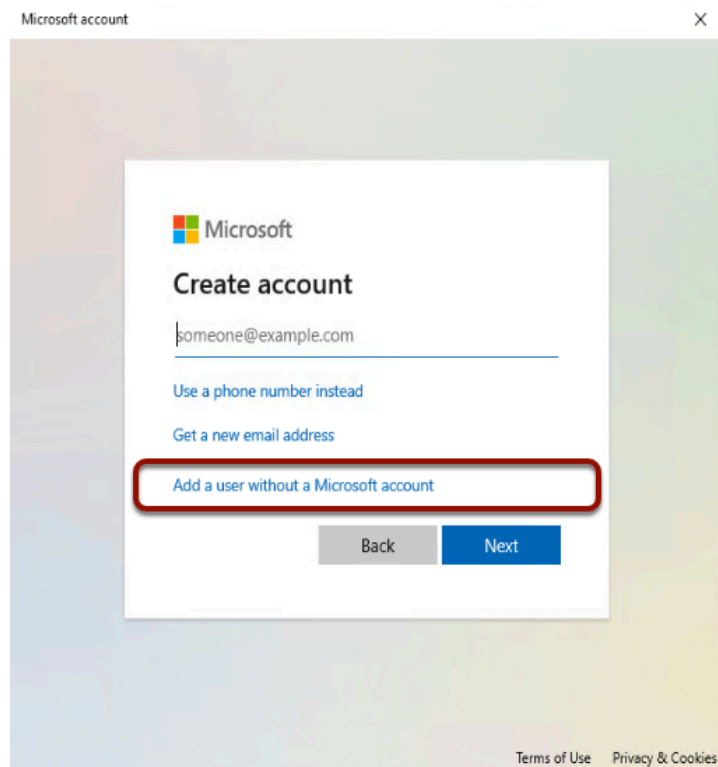 Microsoft account
Microsoft
Create account
someone@example.com
Use a phone number instead
Get a new email address
Add a user without a Microsoft account
Back Next
Terms of Use Privacy & Cookies